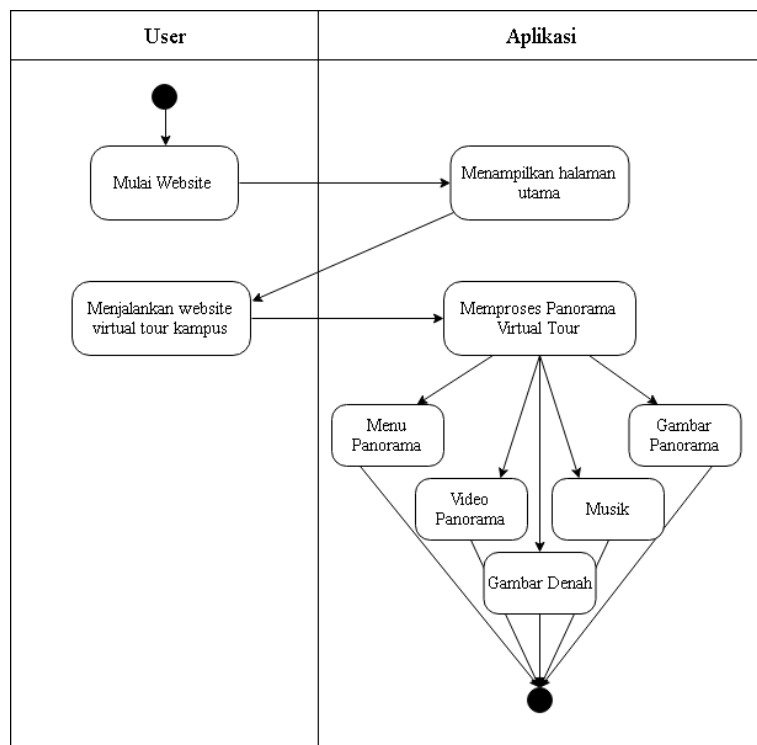 User
Aplikasi
Mulai Website
Menampilkan halaman
utama
Menjalankan website
virtual tour kampus
Memproses Panorama
Virtual Tour
Menu
Panorama
Gambar
Panorama
Video
Panorama
Musik
Gambar Denah